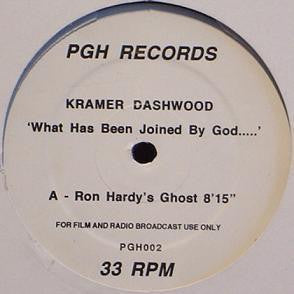 PGH RECORDS
KRAMER DASHWOOD
'What Has Been Joined By God.....'
A - Ron Hardy's Ghost 8'15"
FOR FILM AND RADIO BROADCAST USE ONLY
PGH002
33 RPM